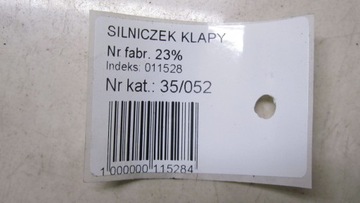 SILNICZEK KLAPY
Nr fabr. 23%
Indeks. 011528
Nr kat.: 35/052
1 000000 115284